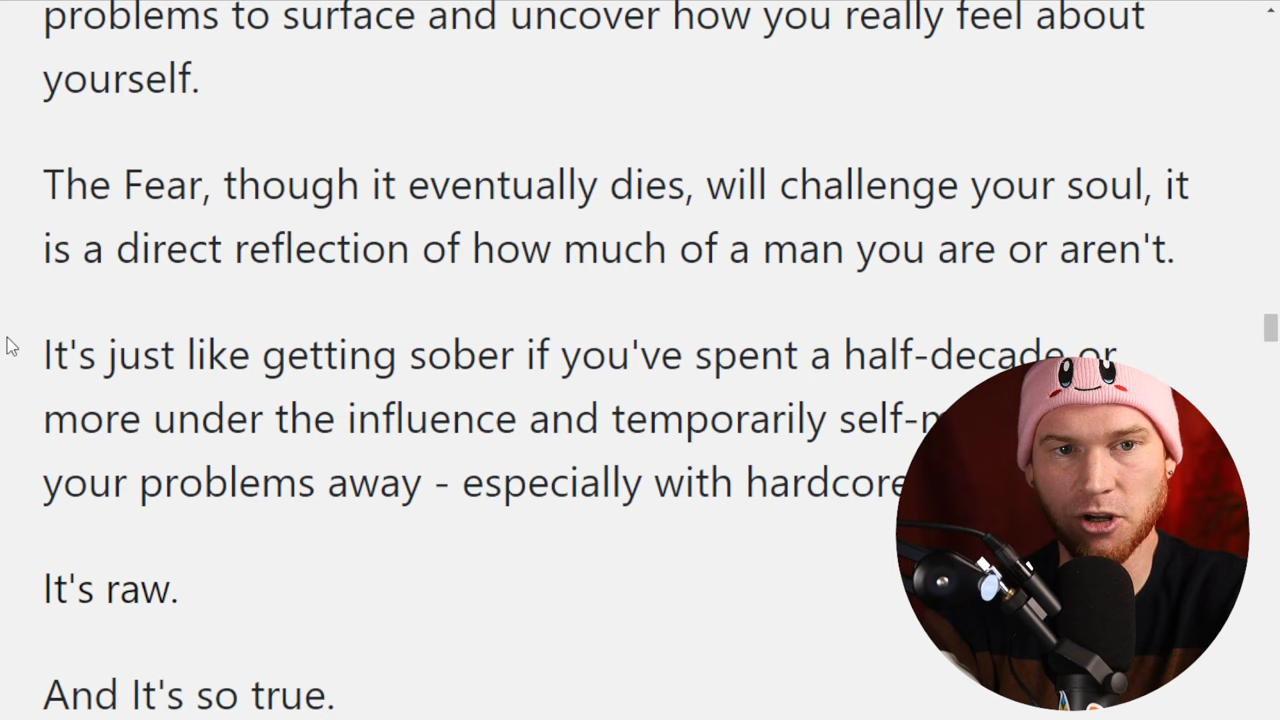 problems to surface and uncover how you really feel about
yourself.
The Fear, though it eventually dies, will challenge your soul, it
is a direct reflection of how much of a man you are or aren't.
It's just like getting sober if you've spent a half-decade or
more under the influence and temporarily
your problems away - especially with hardcore
It's raw.
And It's so true.